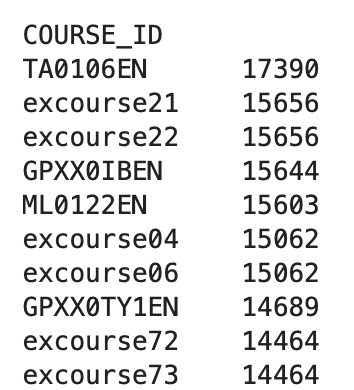 COURSE_ID
TA0106EN 17390
excourse21 15656
excourse22 15656
GPXX0IBEN 15644
ML0122EN 15603
excourse04 15062
excourse06 15062
GPXX0TY1EN 14689
excourse72 14464
excourse73 14464